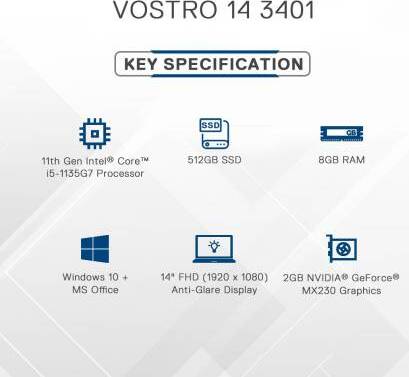 VOSTRO 14 3401
KEY SPECIFICATION
SSD
GB
11th Gen Intel® Core™
i5-1135G7 Processor
512GB SSD
8GB RAM
Windows 10 +
MS Office
14" FHD (1920 x 1080)
Anti-Glare Display
2GB NVIDIA® GeForce®
MX230 Graphics